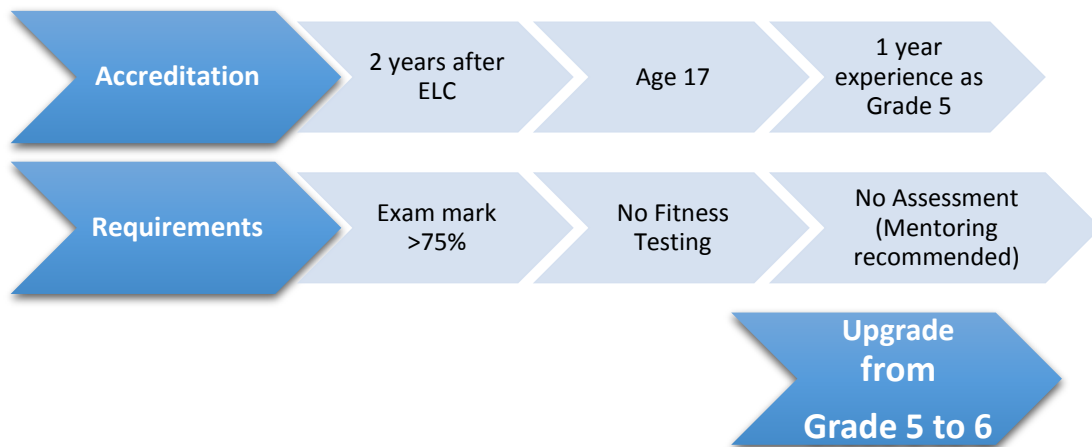 Accreditation
2 years after
ELC
Age 17
1 year
experience as
Grade 5
Requirements
Exam mark
>75%
No Fitness
Testing
No Assessment
(Mentoring
recommended)
Upgrade
from
Grade 5 to 6